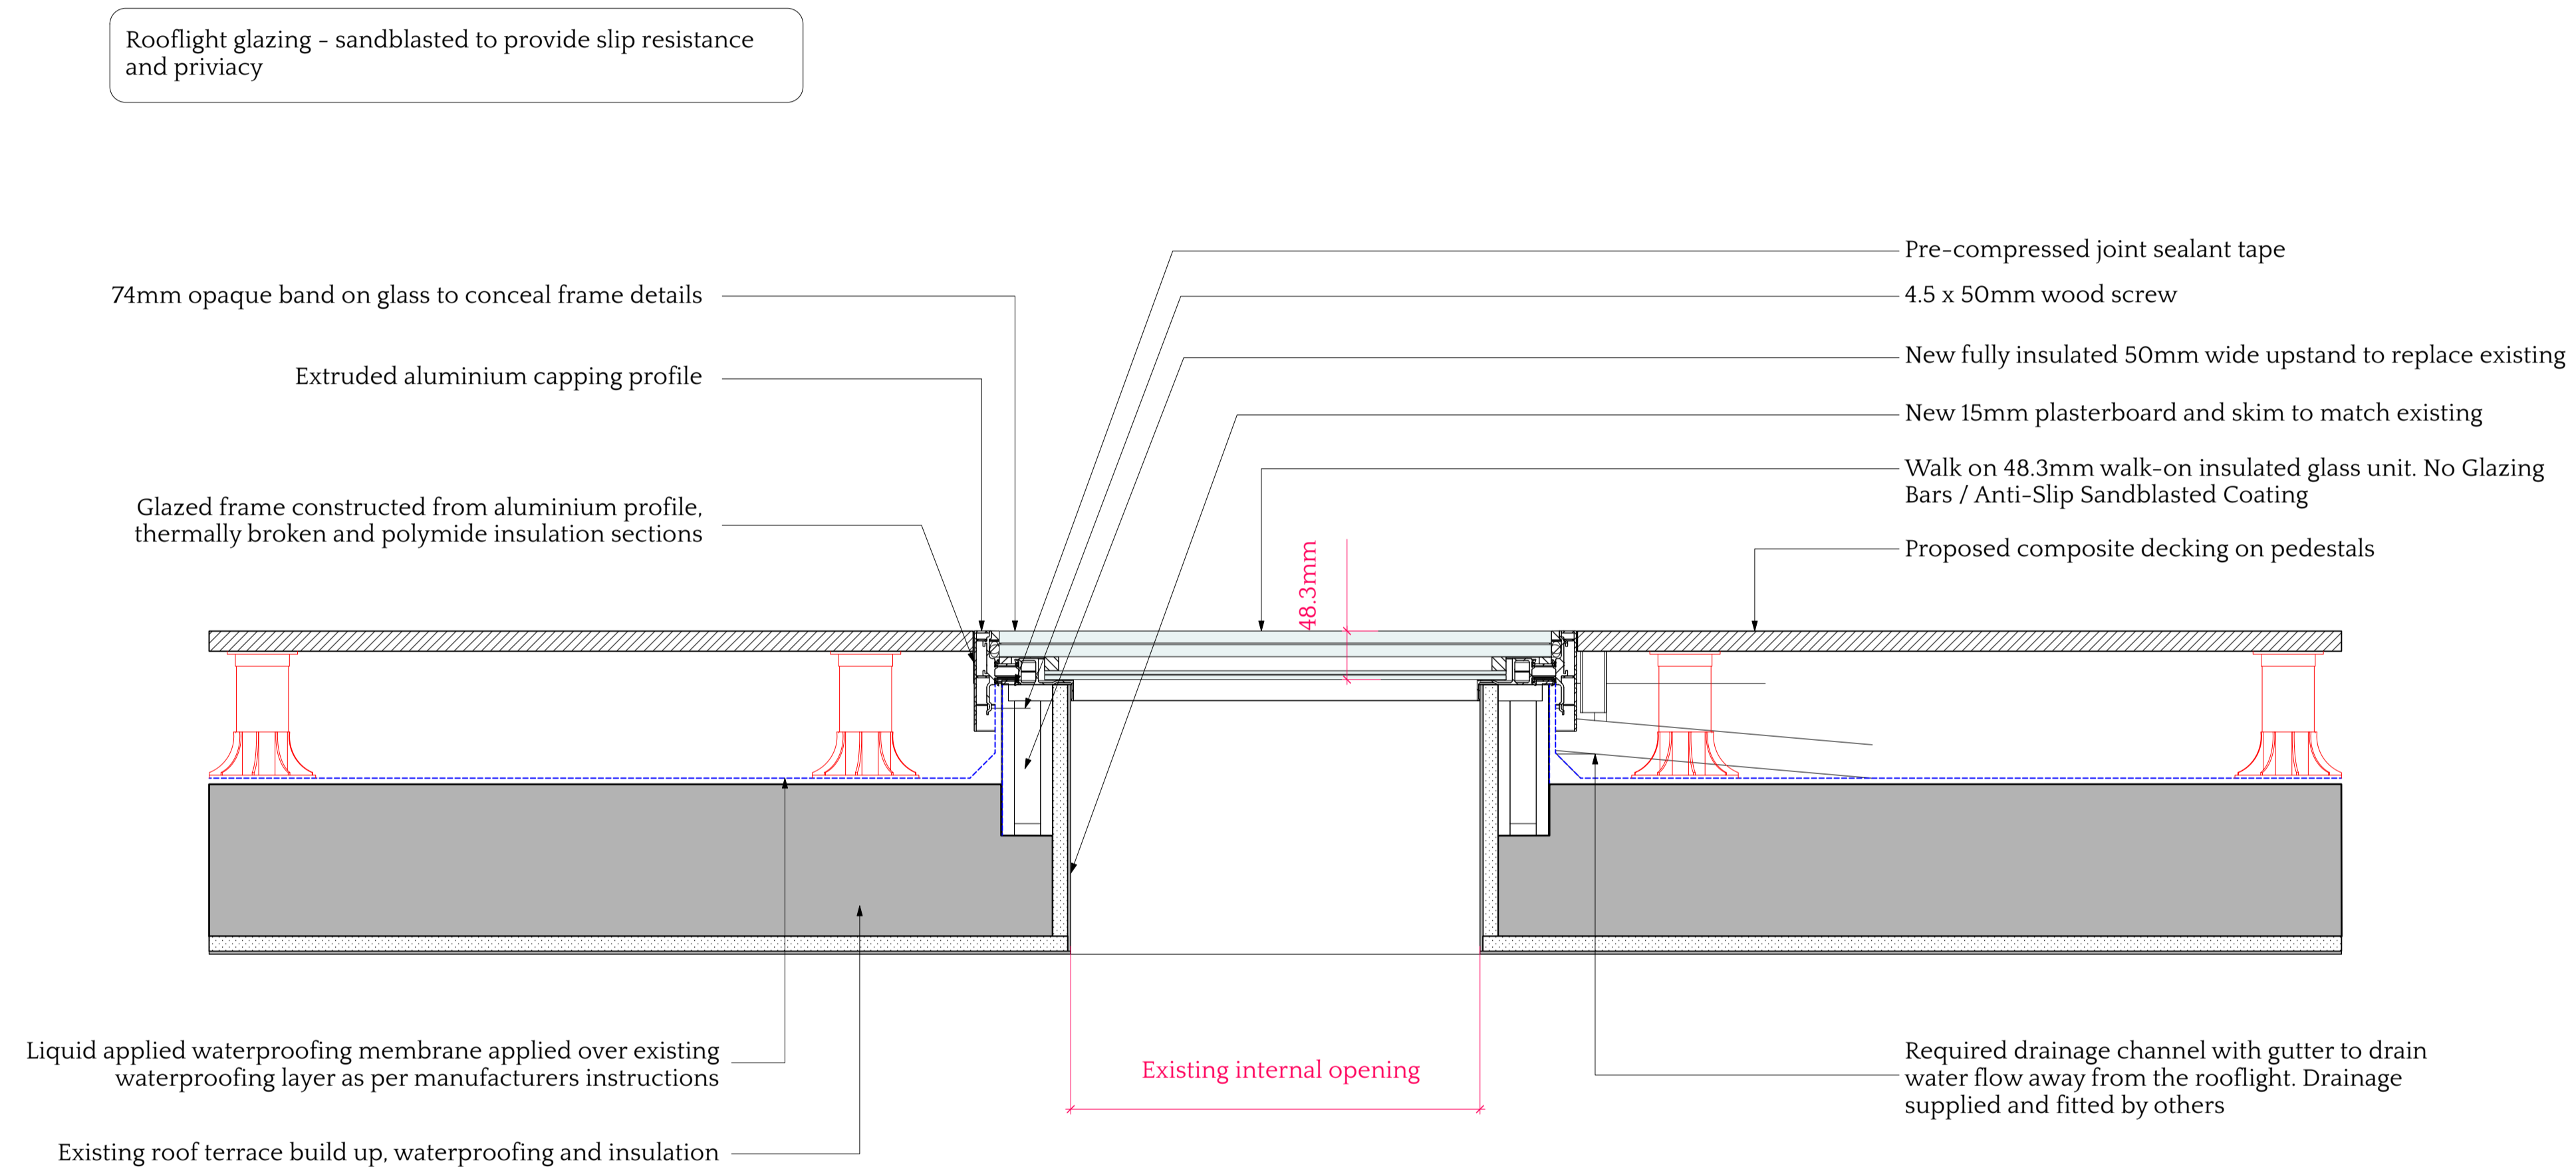 Rooflight glazing - sandblasted to provide slip resistance
and priviacy
74mm opaque band on glass to conceal frame details
Extruded aluminium capping profile
Glazed frame constructed from aluminium profile,
thermally broken and polymide insulation sections
Pre-compressed joint sealant tape
4.5 x 50mm wood screw
New fully insulated 50mm wide upstand to replace existing
New 15mm plasterboard and skim to match existing
Walk on 48.3mm walk-on insulated glass unit. No Glazing
Bars / Anti-Slip Sandblasted Coating
Proposed composite decking on pedestals
48.3mm
Liquid applied waterproofing membrane applied over existing
waterproofing layer as per manufacturers instructions
Existing roof terrace build up, waterproofing and insulation
Existing internal opening
Required drainage channel with gutter to drain
water flow away from the rooflight. Drainage
supplied and fitted by others